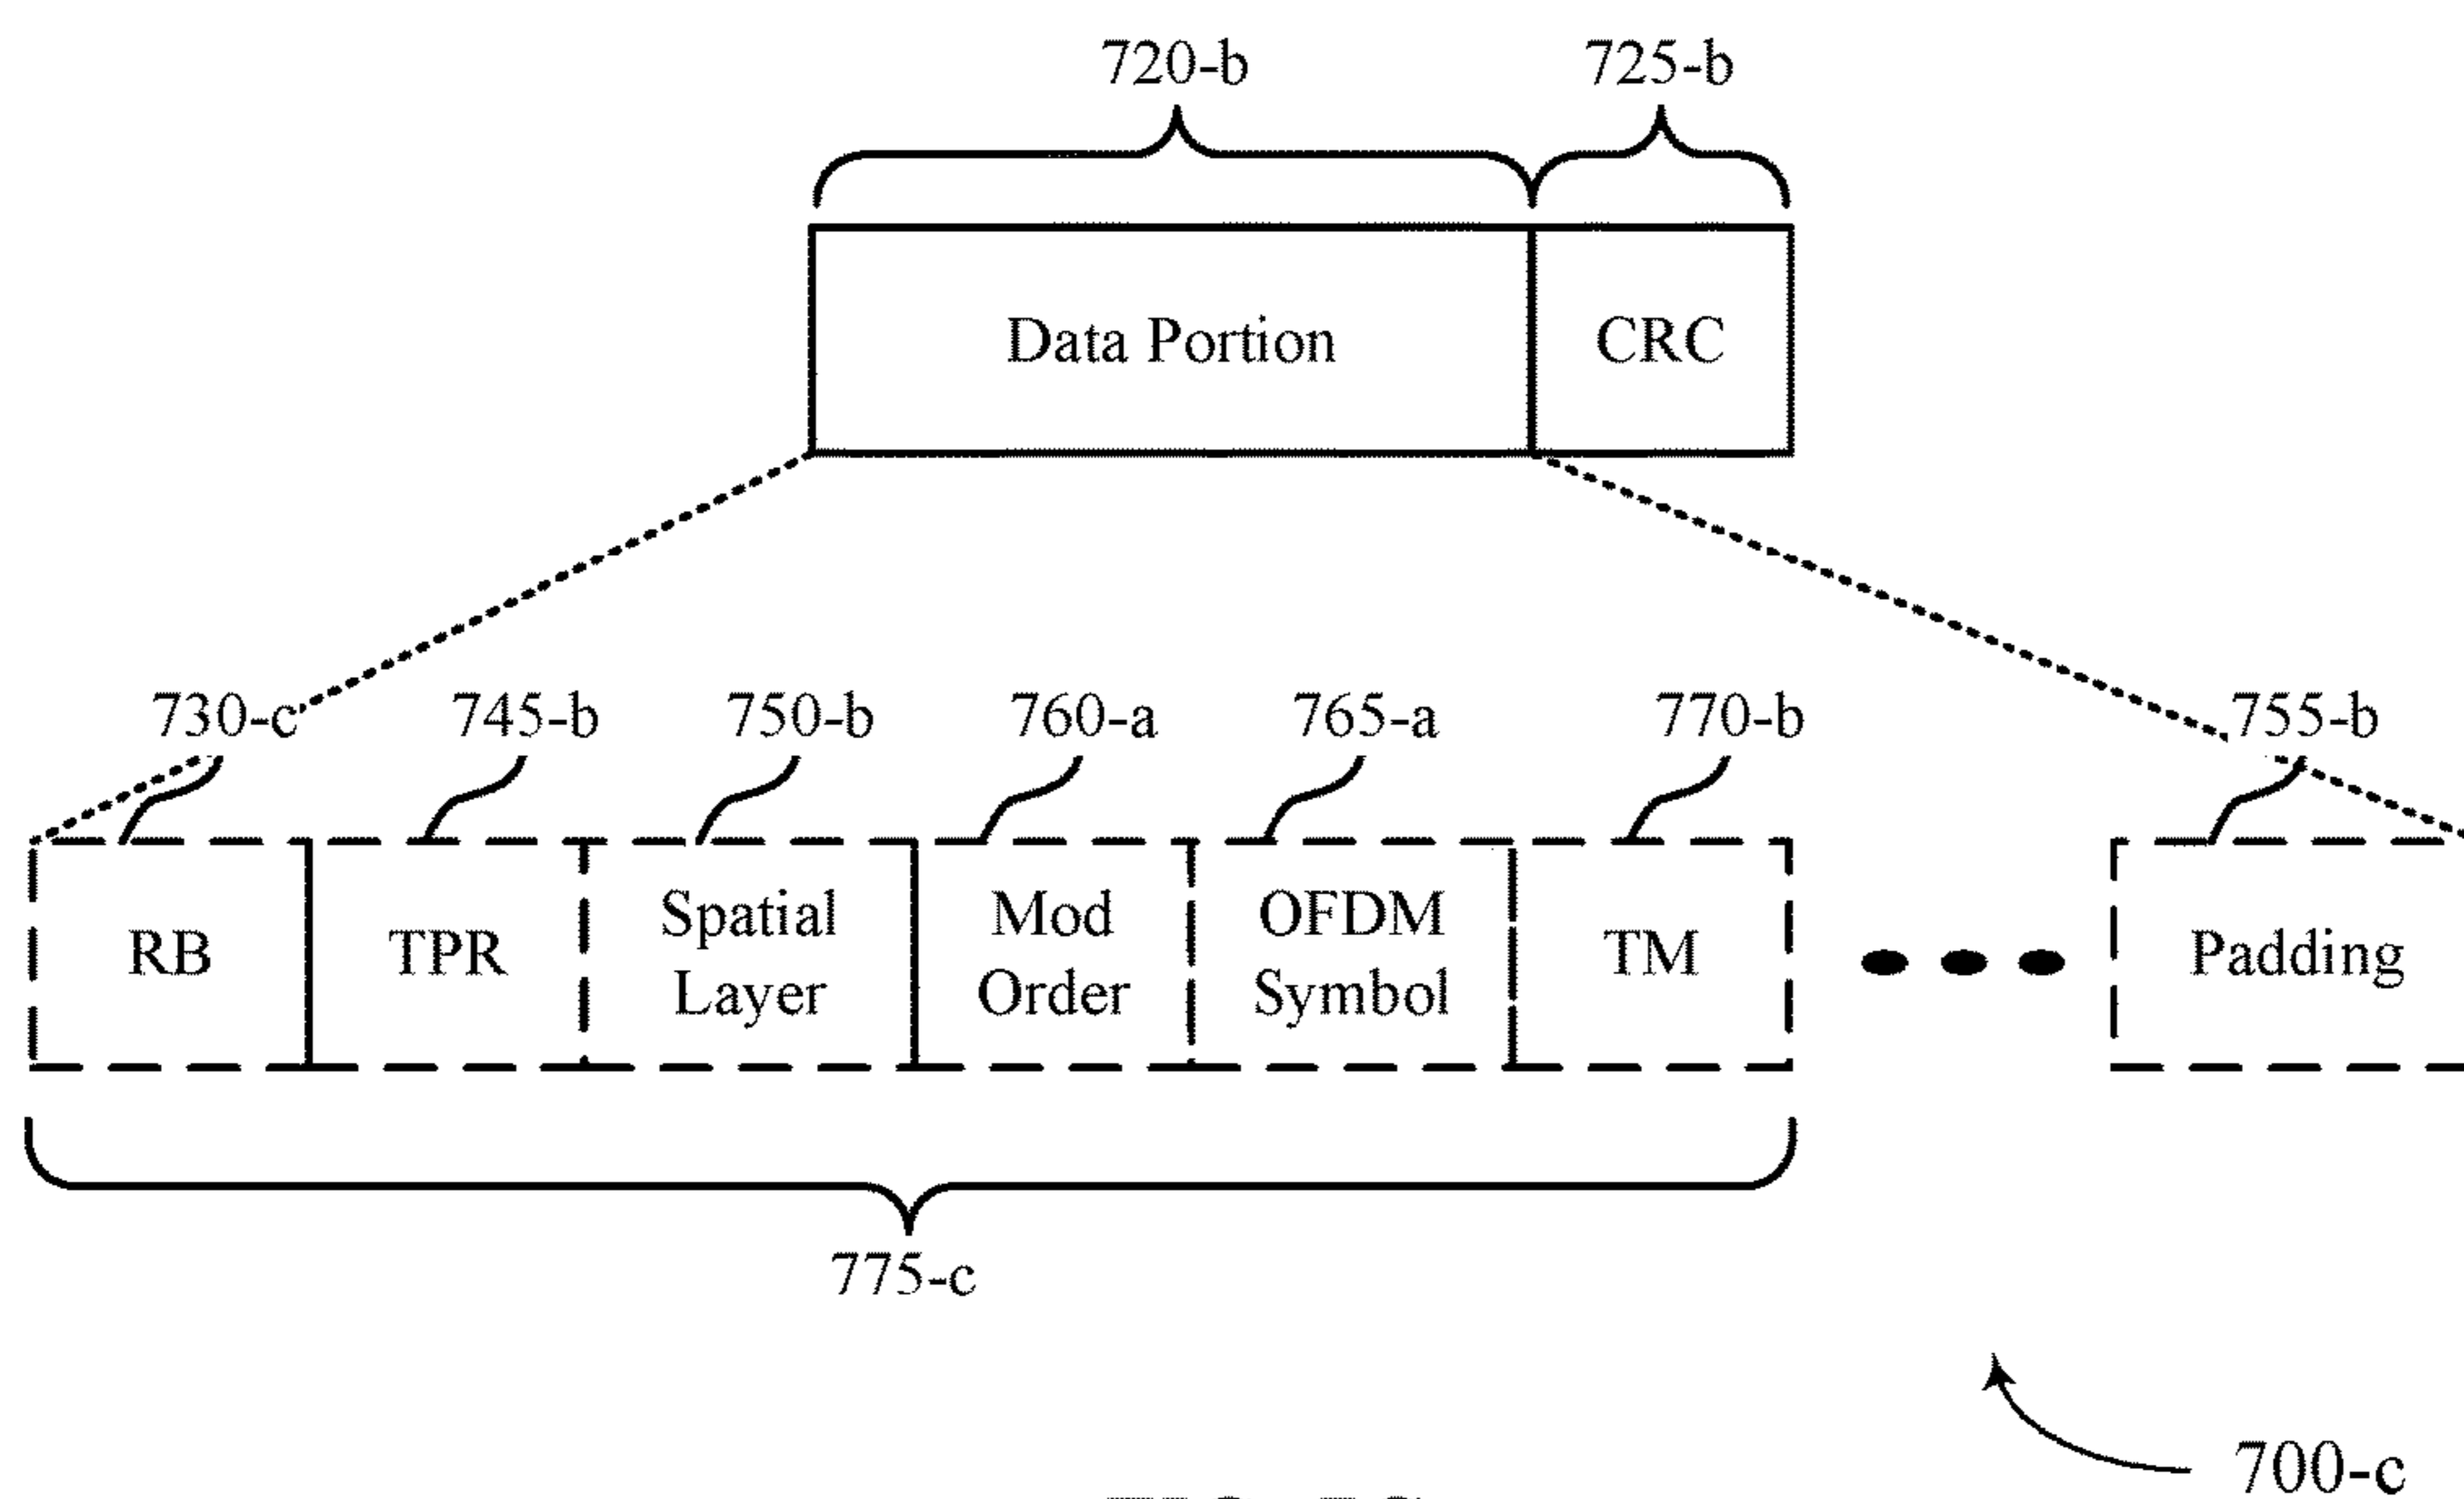 720-b 725-b
Data Portion CRC
730-c 745-b 750-b 760-a 765-a 770-b 755-b
RB TPR Spatial Layer Mod Order OFDM Symbol TM Padding
775-c
700-c